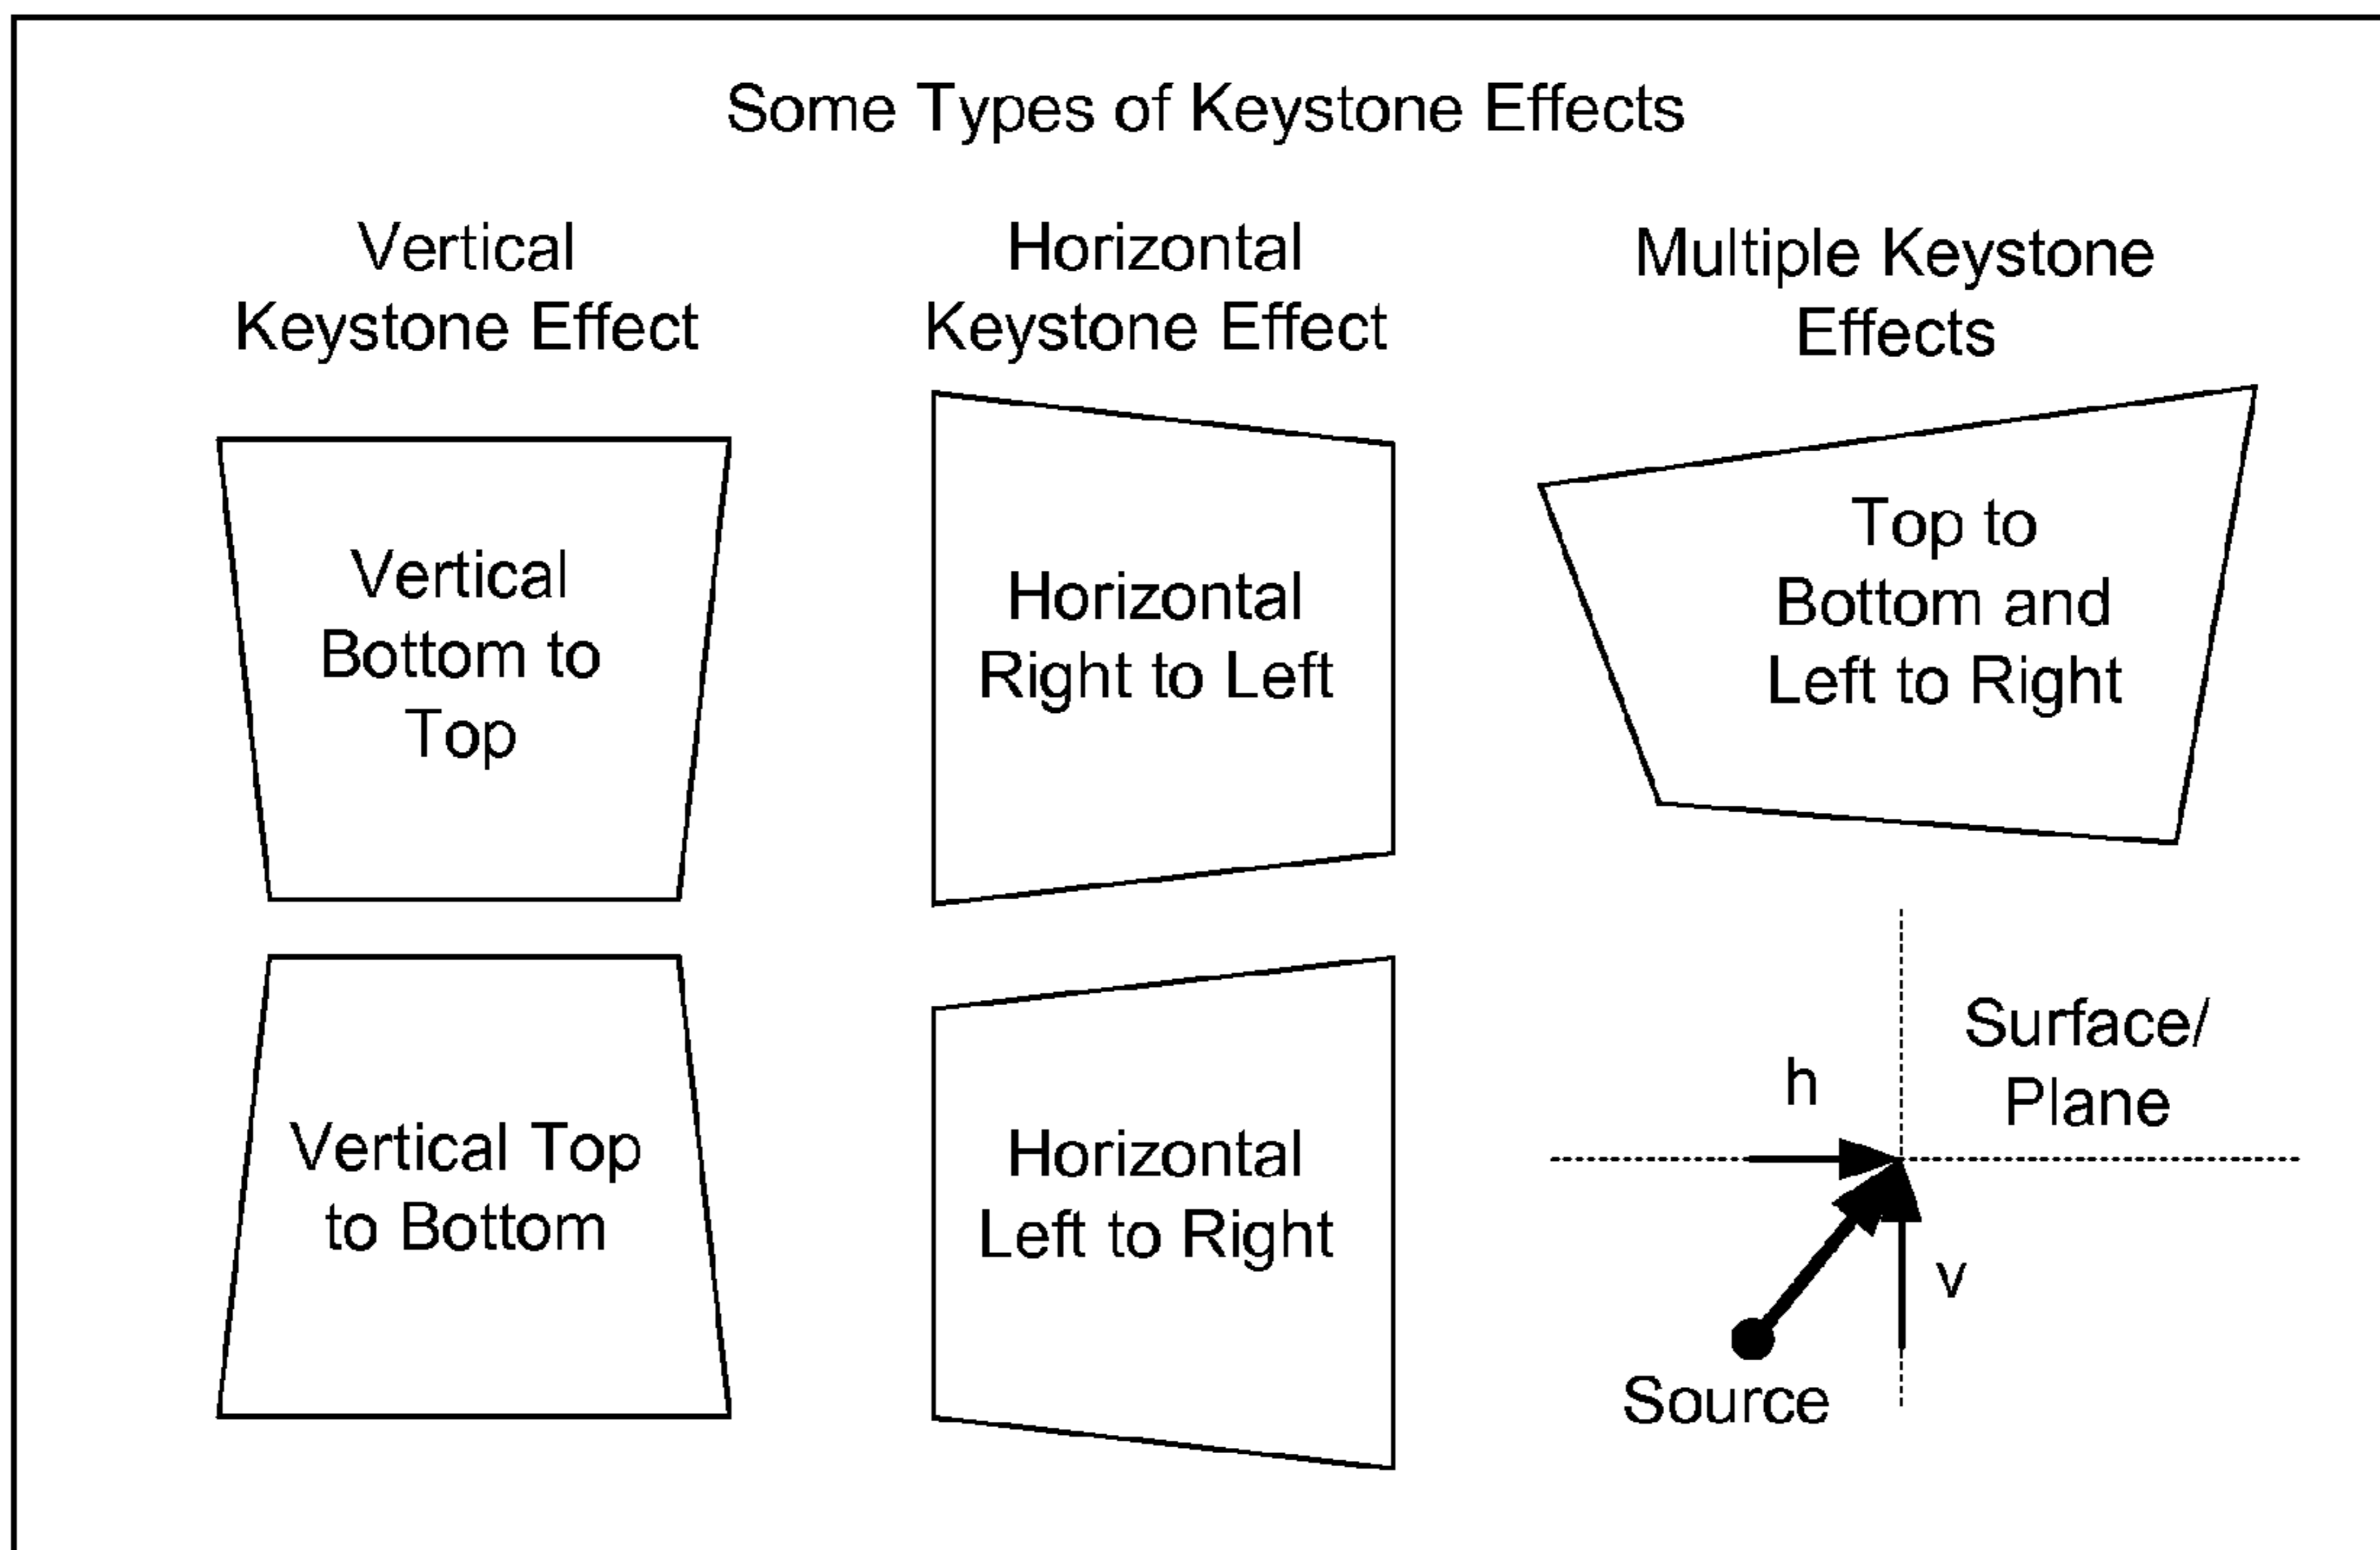 Some Types of Keystone Effects
Vertical
Keystone Effect
Vertical
Bottom to
Top
Vertical Top
to Bottom
Horizontal
Keystone Effect
Horizontal
Right to Left
Horizontal
Left to Right
Multiple Keystone
Effects
Top to
Bottom and
Left to Right
h
Surface/
Plane
v
Source